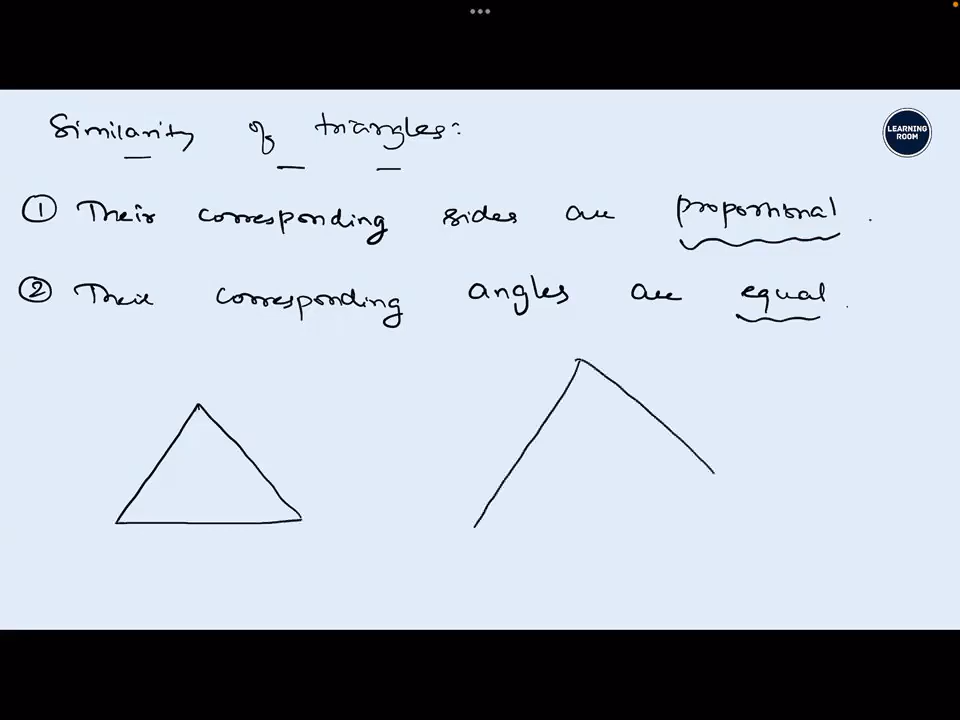 Similarity of triangles:
LEARNING
ROOM
① Their corresponding sides are proportional.
② Their corresponding angles are equal.